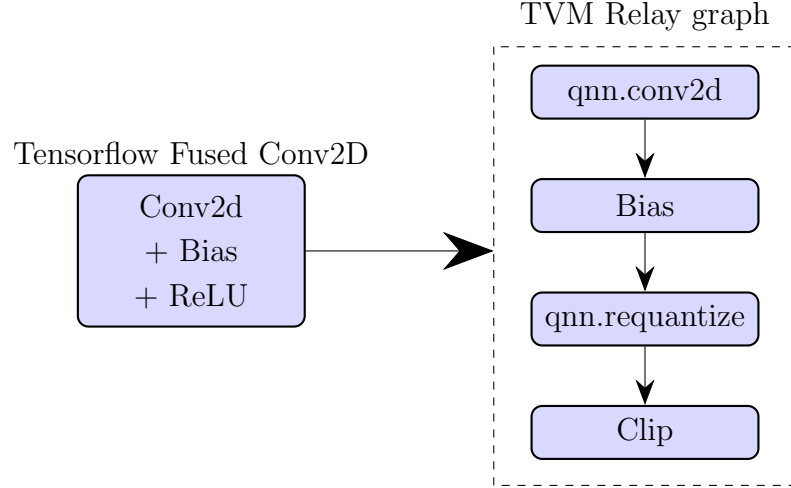 Tensorflow Fused Conv2D
Conv2d
+ Bias
+ ReLU
TVM Relay graph
qnn.conv2d
Bias
qnn.requantize
Clip